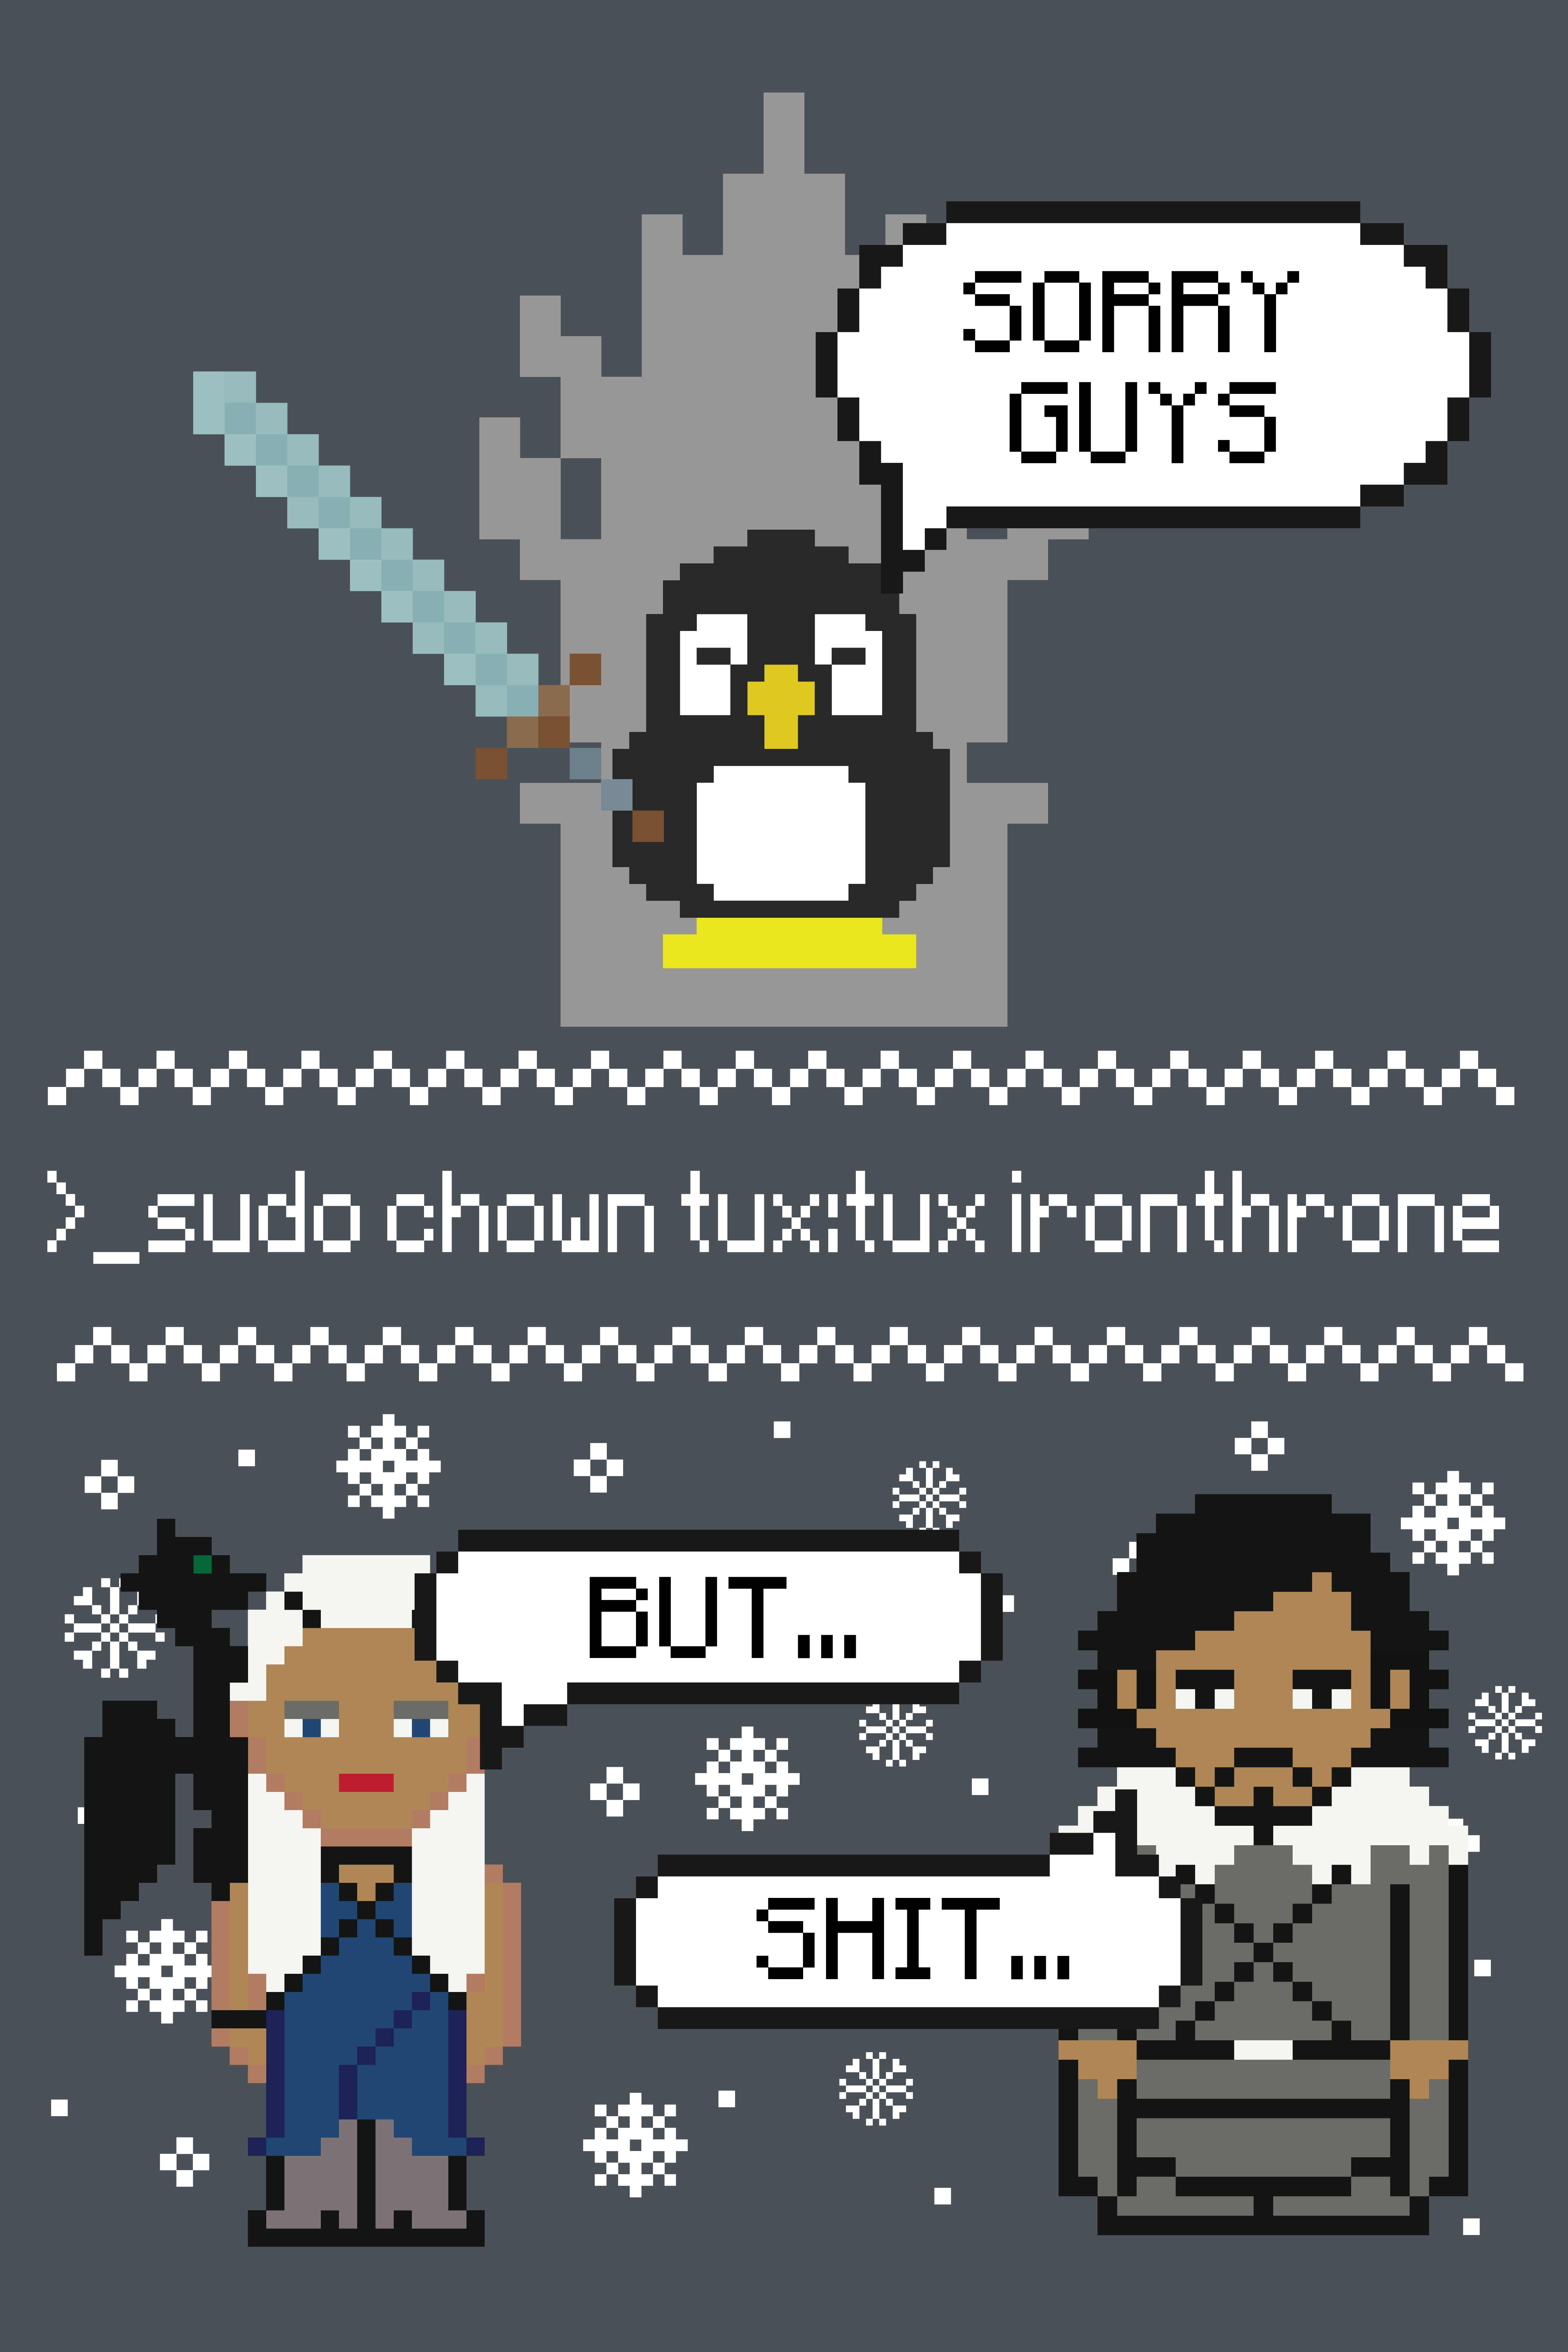 SORRY
GUYS
>_sudo chown tux:tux ironthrone
BUT...
SHIT...